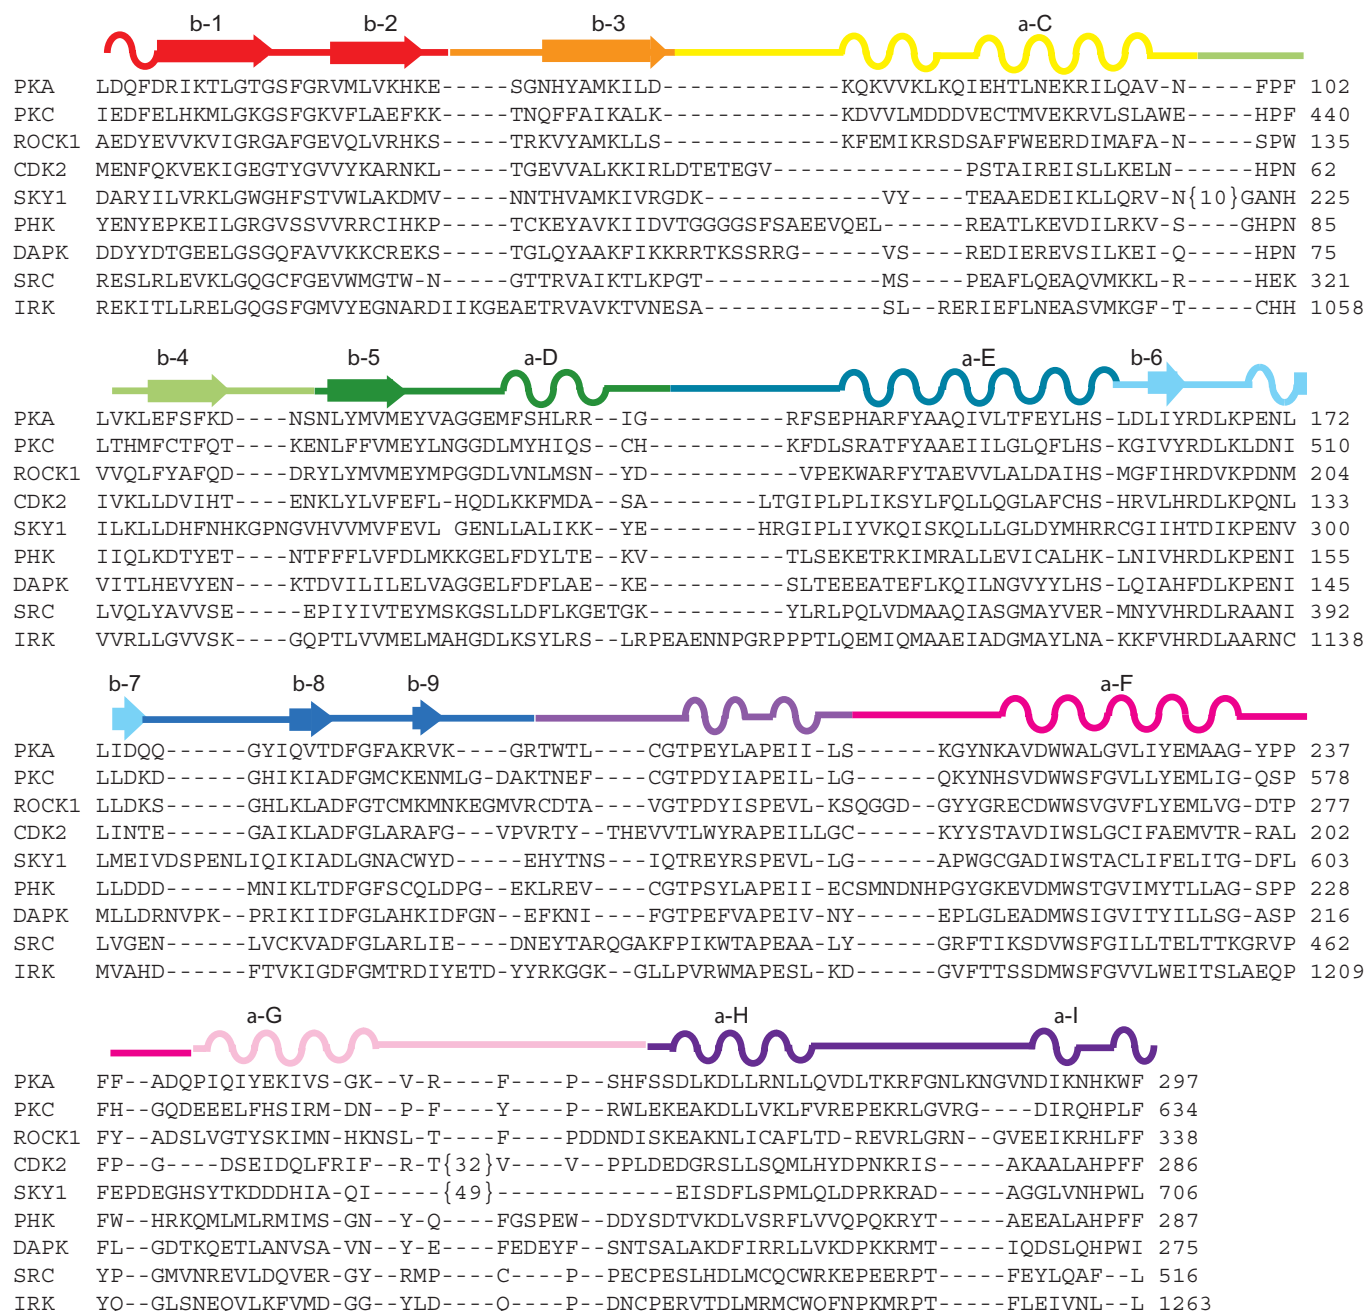 b-1 b-2 b-3 a-C
PKA LDQFDRIKTLGTGSFGRVMLVKHKE-----SGNHYAMKILD-------------KQKVVKLKQIEHTLNEKRILQAV-N-----FPF 102
PKC IEDFELHKMLGKGSFGKVFLAEFKK-----TNQFFAIKALK-------------KDVVLMDDDVECTMVEKRVLSLAWE-----HPF 440
ROCK1 AEDYEVVKVIGRGAFGEVQLVRHKS-----TRKVYAMKLLS-------------KFEMIKRSDSAFFWEERDIMAFA-N-----SPW 135
CDK2 MENFQKVEKIGEGTYGVVYKARNKL-----TGEVVALKKIRLDTETEGV--------------PSTAIREISLLKELN------HPN 62
SKY1 DARYILVRKLGWGHFSTVWLAKDMV-----NNTHVAMKIVRGDK-------------VY----TEAAEDEIKLLQRV-N{10}GANH 225
PHK YENYEPKEILGRGVSSVVRRCIHKP-----TCKEYAVKIIDVTGGGGSFSAEEVQEL------REATLKEVDILRKV-S----GHPN 85
DAPK DDYYDTGEELGSGQFAVVKKCREKS-----TGLQYAAKFIKKRRTKSSRRG------VS----REDIEREVSILKEI-Q-----HPN 75
SRC RESLRLEVKLGQGCFGEVWMGTW-N-----GTTRVAIKTLKPGT-------------MS----PEAFLQEAQVMKKL-R-----HEK 321
IRK REKITLLRELGQGSFGMVYEGNARDIIKGEAETRVAVKTVNESA-------------SL--RERIEFLNEASVMKGF-T-----CHH 1058
b-4 b-5 a-D a-E b-6
PKA LVKLEFSFKD----NSNLYMVMEYVAGGEMFSHLRR--IG----------RFSEPHARFYAAQIVLTFEYLHS-LDLIYRDLKPENL 172
PKC LTHMFCTFQT----KENLFFVMEYLNGGDLMYHIQS--CH----------KFDLSRATFYAAEIILGLQFLHS-KGIVYRDLKLDNI 510
ROCK1 VVQLFYAFQD----DRYLYMVMEYMPGGDLVNLMSN--YD-----------VPEKWARFYTAEVVLALDAIHS-MGFIHRDVKPDNM 204
CDK2 IVKLLDVIHT----ENKLYLVFEFL-HQDLKKFMDA--SA--------LTGIPLPLIKSYLFQLLQGLAFCHS-HRVLHRDLKPQNL 133
SKY1 ILKLLDHFNHKGPNGVHVVMVFEVL GENLLALIKK--YE--------HRGIPLIYVKQISKQLLLGLDYMHRRCGIIHTDIKPENV 300
PHK IIQLKDTYET----NTFFFLVFDLMKKGELFDYLTE--KV----------TLSEKETRKIMRALLEVICALHK-LNIVHRDLKPENI 155
DAPK VITLHEVYEN----KTDVILILELVAGGELFDFLAE--KE----------SLTEEEATEFLKQILNGVYYLHS-LQIAHFDLKPENI 145
SRC LVQLYAVVSE-----EPIYIVTEYMSKGSLLDFLKGETGK----------YLRLPQLVDMAAQIASGMAYVER-MNYVHRDLRAANI 392
IRK VVRLLGVVSK----GQPTLVVMELMAHGDLKSYLRS--LRPEAENNPGRPPPTLQEMIQMAAEIADGMAYLNA-KKFVHRDLAARNC 1138
b-7 b-8 b-9 a-F
PKA LIDQQ------GYIQVTDFGFAKRVK----GRTWTL----CGTPEYLAPEII-LS------KGYNKAVDWWALGVLIYEMAAG-YPP 237
PKC LLDKD------GHIKIADFGMCKENMLG-DAKTNEF----CGTPDYIAPEIL-LG------QKYNHSVDWWSFGVLLYEMLIG-QSP 578
ROCK1 LLDKS------GHLKLADFGTCMKMNKEGMVRCDTA----VGTPDYISPEVL-KSQGGD--GYYGRECDWWSVGVFLYEMLVG-DTP 277
CDK2 LINTE------GAIKLADFGLARAFG---VPVRTY--THEVVTLWYRAPEILLGC------KYYSTAVDIWSLGCIFAEMVTR-RAL 202
SKY1 LMEIVDSPENLIQIKIADLGNACWYD-----EHYTNS---IQTREYRSPEVL-LG------APWGCGADIWSTACLIFELITG-DFL 603
PHK LLDDD------MNIKLTDFGFSCQLDPG--EKLREV----CGTPSYLAPEII-ECSMNDNHPGYGKEVDMWSTGVIMYTLLAG-SPP 228
DAPK MLLDRNVPK--PRIKIIDFGLAHKIDFGN--EFKNI----FGTPEFVAPEIV-NY------EPLGLEADMWSIGVITYILLSG-ASP 216
SRC LVGEN------LVCKVADFGLARLIE----DNEYTARQGAKFPIKWTAPEAA-LY------GRFTIKSDVWSFGILLTELTTKGRVP 462
IRK MVAHD------FTVKIGDFGMTRDIYETD-YYRKGGK--GLLPVRWMAPESL-KD------GVFTTSSDMWSFGVVLWEITSLAEQP 1209
a-G a-H a-I
PKA FF--ADQPIQIYEKIVS-GK--V-R----F----P--SHFSSDLKDLLRNLLQVDLTKRFGNLKNGVNDIKNHKWF 297
PKC FH--GQDEEELFHSIRM-DN--P-F----Y----P--RWLEKEAKDLLVKLFVREPEKRLGVRG----DIRQHPLF 634
ROCK1 FY--ADSLVGTYSKIMN-HKNSL-T----F----PDDNDISKEAKNLICAFLTD-REVRLGRN--GVEEIKRHLFF 338
CDK2 FP--G----DSEIDQLFRIF--R-T{32}V----V--PPLDEDGRSLLSQMLHYDPNKRIS-----AKAALAHPFF 286
SKY1 FEPDEGHSYTKDDDHIA-QI-----{49}-------------EISDFLSPMLQLDPRKRAD-----AGGLVNHPWL 706
PHK FW--HRKQMLMLRMIMS-GN--Y-Q----FGSPEW--DDYSDTVKDLVSRFLVVQPQKRYT-----AEEALAHPFF 287
DAPK FL--GDTKQETLANVSA-VN--Y-E----FEDEYF--SNTSALAKDFIRRLLVKDPKKRMT-----IQDSLQHPWI 275
SRC YP--GMVNREVLDQVER-GY--RMP----C----P--PECPESLHDLMCQCWRKEPEERPT-----FEYLQAF--L 516
IRK YQ--GLSNEQVLKFVMD-GG--YLD----Q----P--DNCPERVTDLMRMCWQFNPKMRPT-----FLEIVNL--L 1263